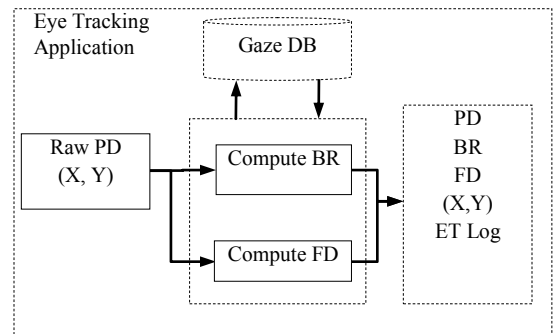 Eye Tracking
Application
Gaze DB
Raw PD
(X, Y)
Compute BR
Compute FD
PD
BR
FD
(X,Y)
ET Log